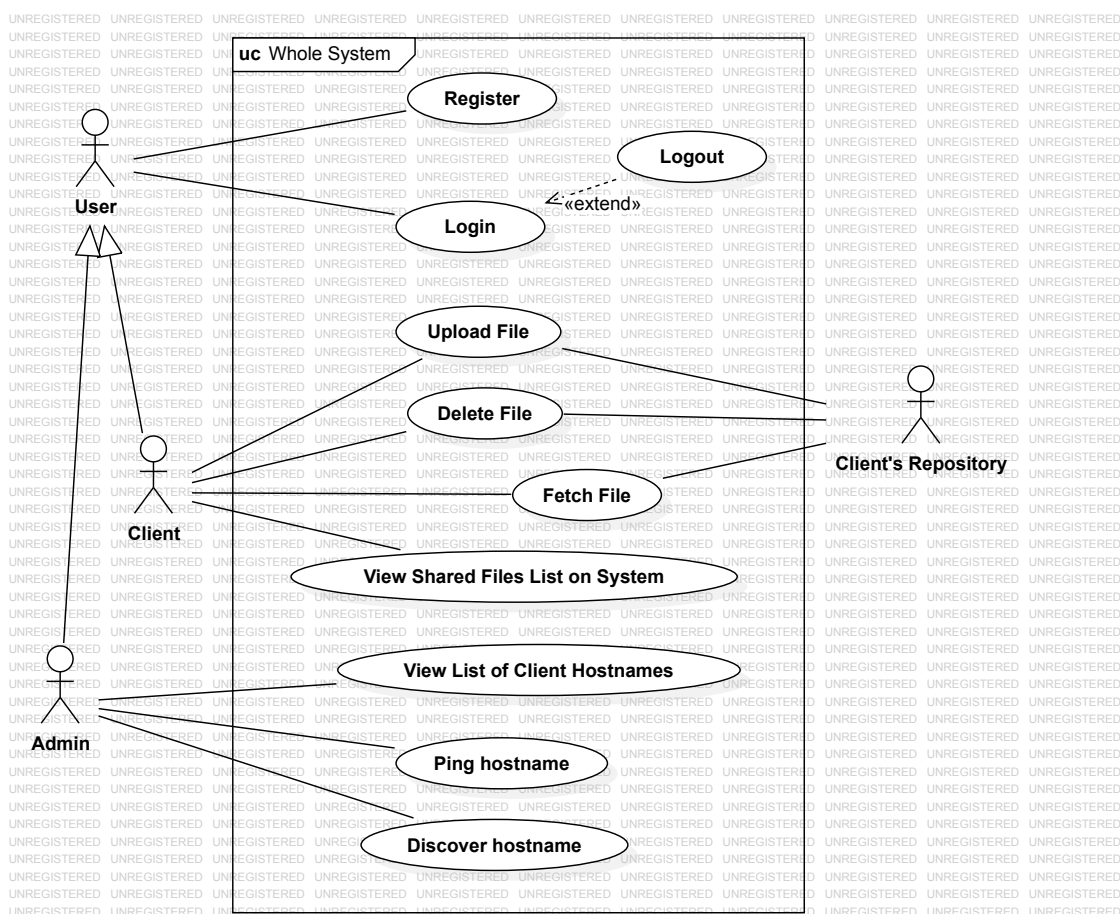 uc Whole System
Register
Logout
User
«extend»
Login
Upload File
Delete File
Client's Repository
Fetch File
Client
View Shared Files List on System
View List of Client Hostnames
Admin
Ping hostname
Discover hostname
UNREGISTERED